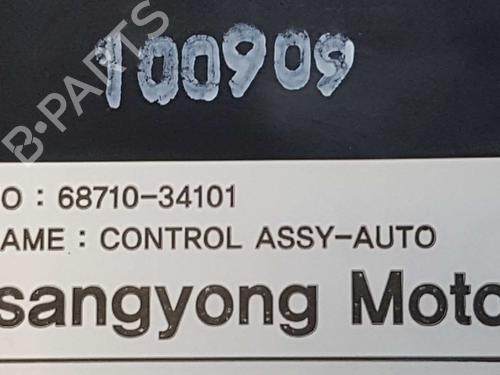 100909
B-PARTS
O : 68710-34101
AME : CONTROL ASSY-AUTO
sangyong Moto